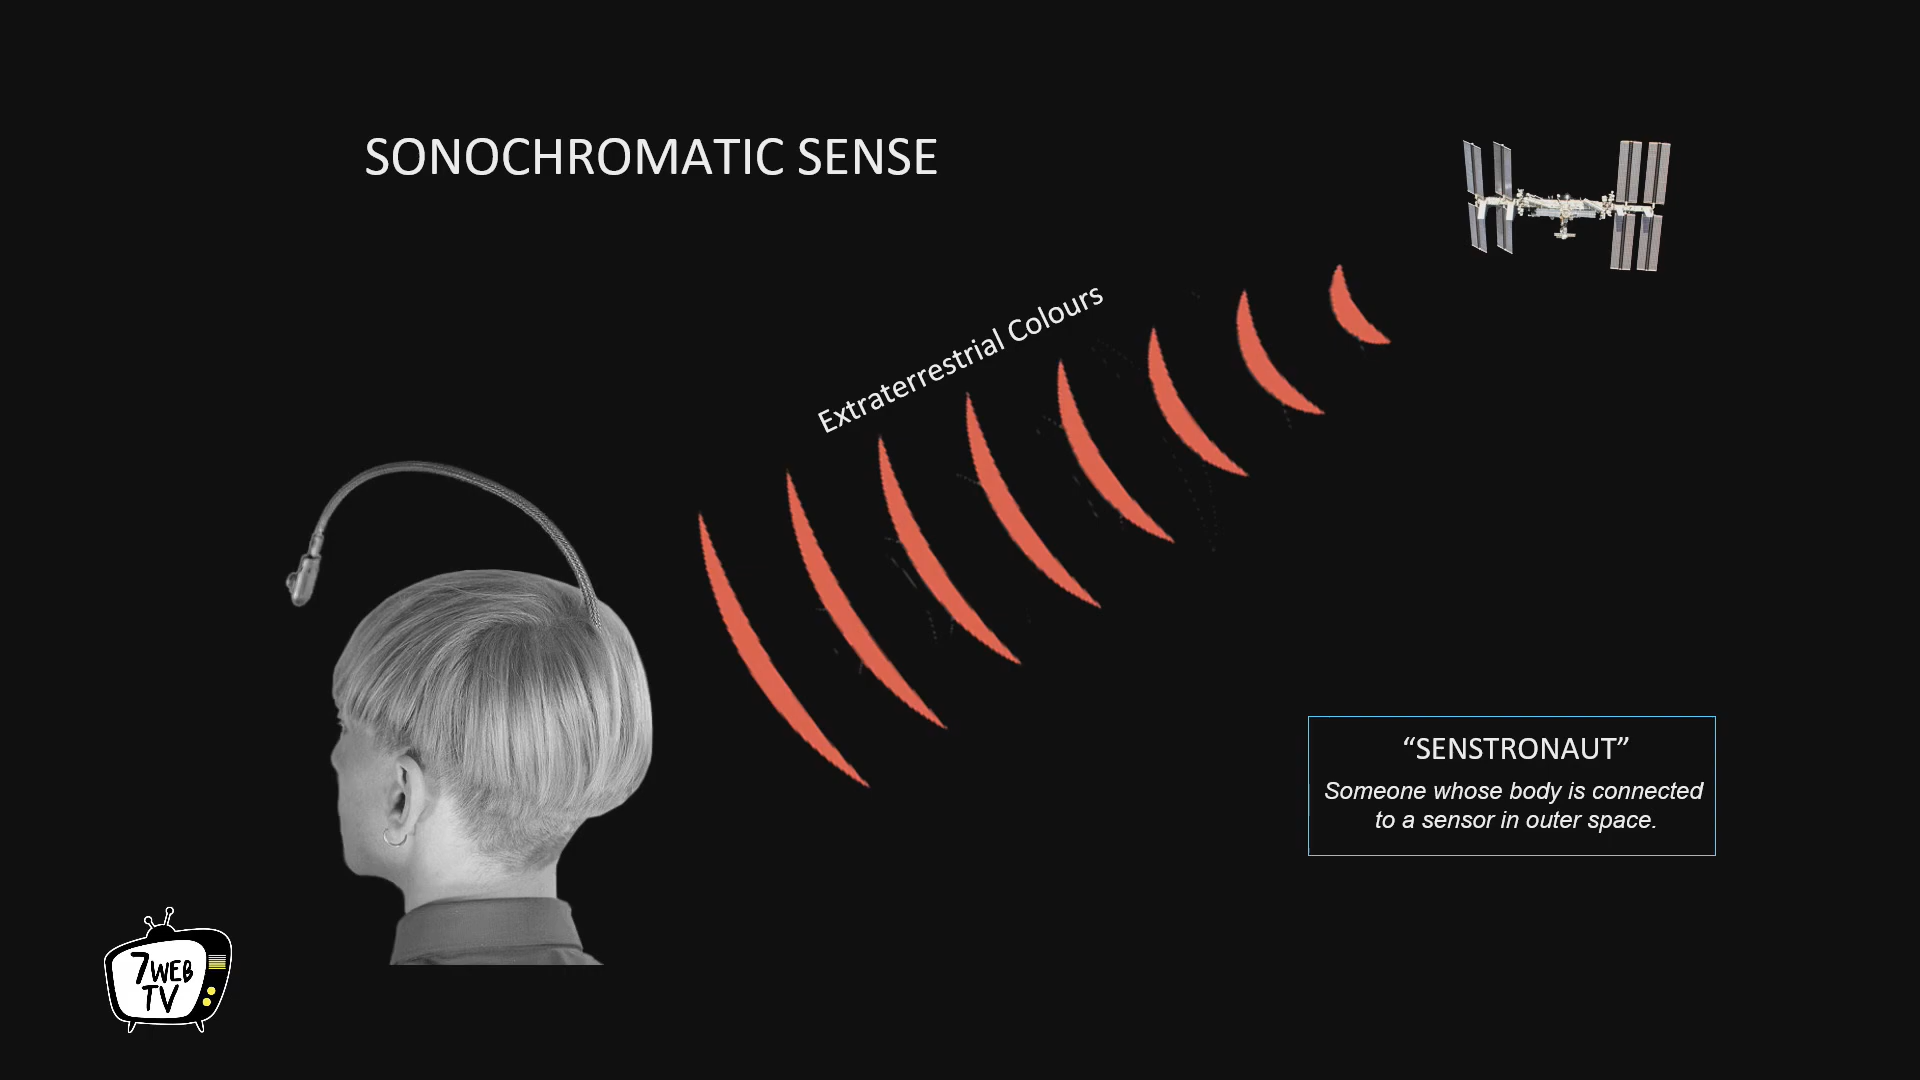 SONOCHROMATIC SENSE
Extraterrestrial Colours
“SENSTRONAUT”
Someone whose body is connected
to a sensor in outer space.
7WEB
TV